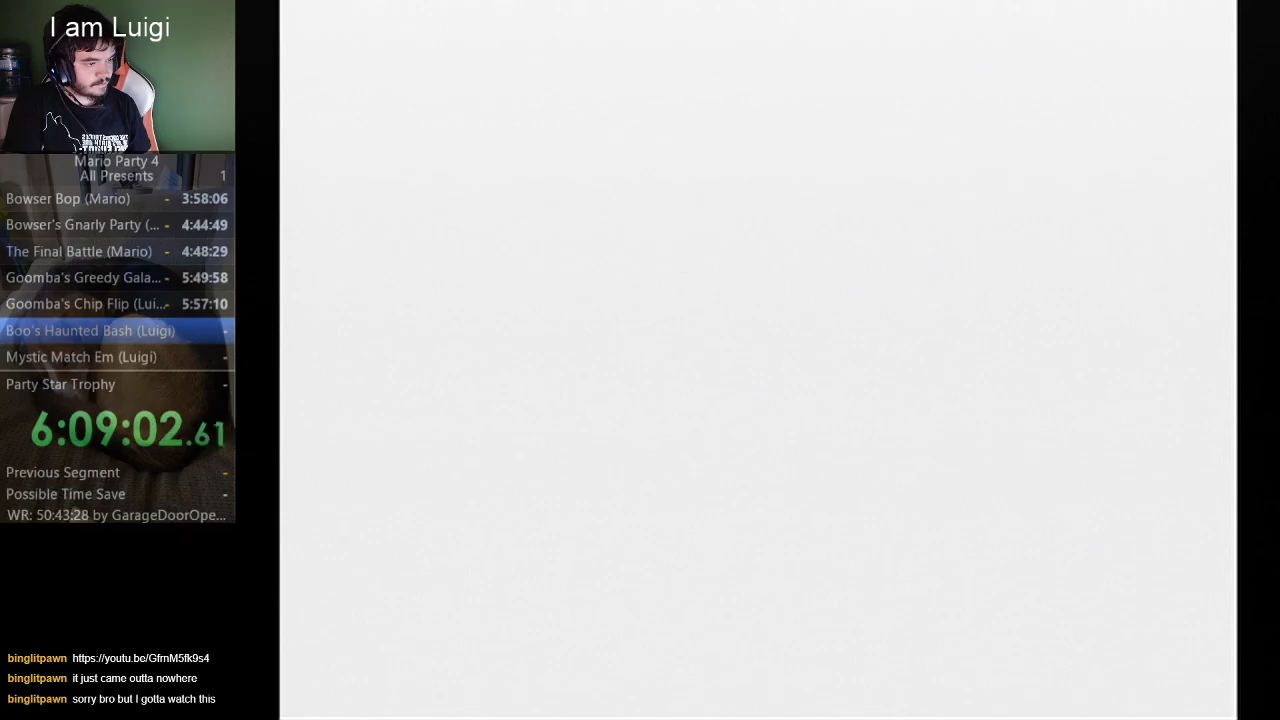 I am Luigi
Mario Party 4
All Presents 1
Bowser Bop (Mario) - 3:58:06
Bowser's Gnarly Party (... - 4:44:49
The Final Battle (Mario) - 4:48:29
Goomba's Greedy Gala... - 5:49:58
Goomba's Chip Flip (Lui... - 5:57:10
Boo's Haunted Bash (Luigi) -
Mystic Match Em (Luigi) -
Party Star Trophy -
6:09:02.61
Previous Segment -
Possible Time Save -
WR: 50:43:28 by GarageDoorOpe...
binglitpawn https://youtu.be/GfrnM5fk9s4
binglitpawn it just came outta nowhere
binglitpawn sorry bro but I gotta watch this